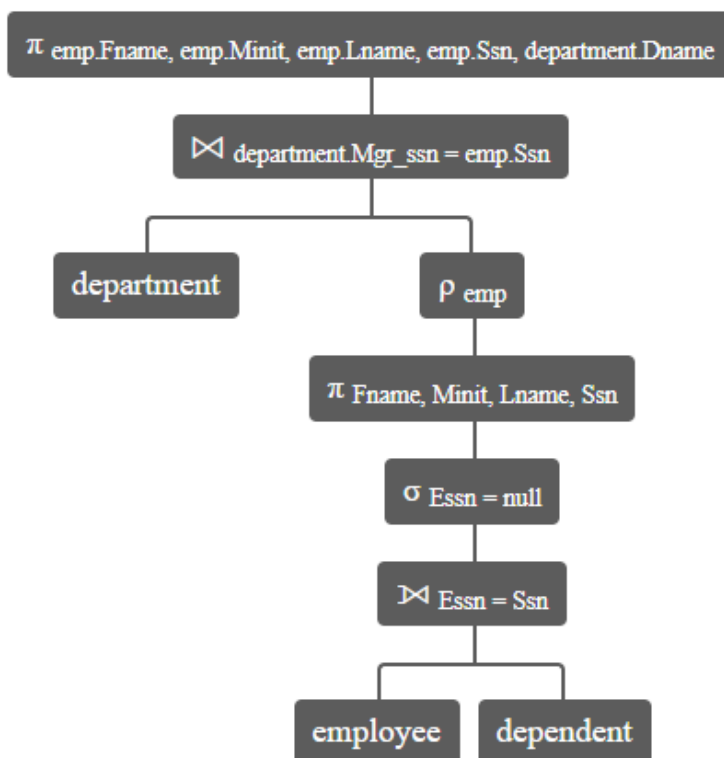 π emp.Fname, emp.Minit, emp.Lname, emp.Ssn, department.Dname
⋈ department.Mgr_ssn = emp.Ssn
department
ρ emp
π Fname, Minit, Lname, Ssn
σ Essn = null
⟕ Essn = Ssn
employee
dependent